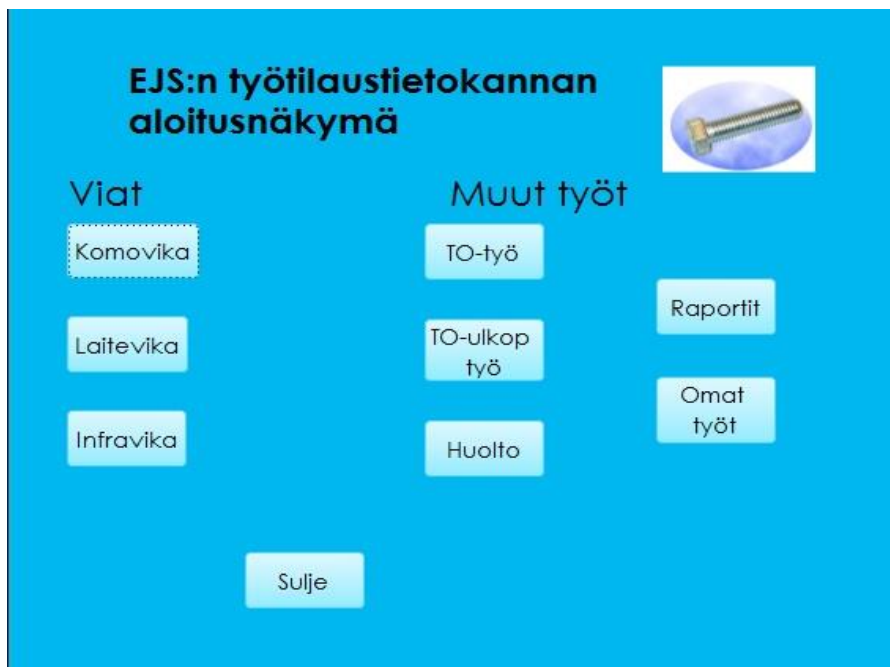 EJS:n työtilaustietokannan
aloitusnäkymä
Viat
Muut työt
Komovika
TO-työ
Raportit
Laitevika
TO-ulkop
työ
Omat
työt
Infravika
Huolto
Sulje